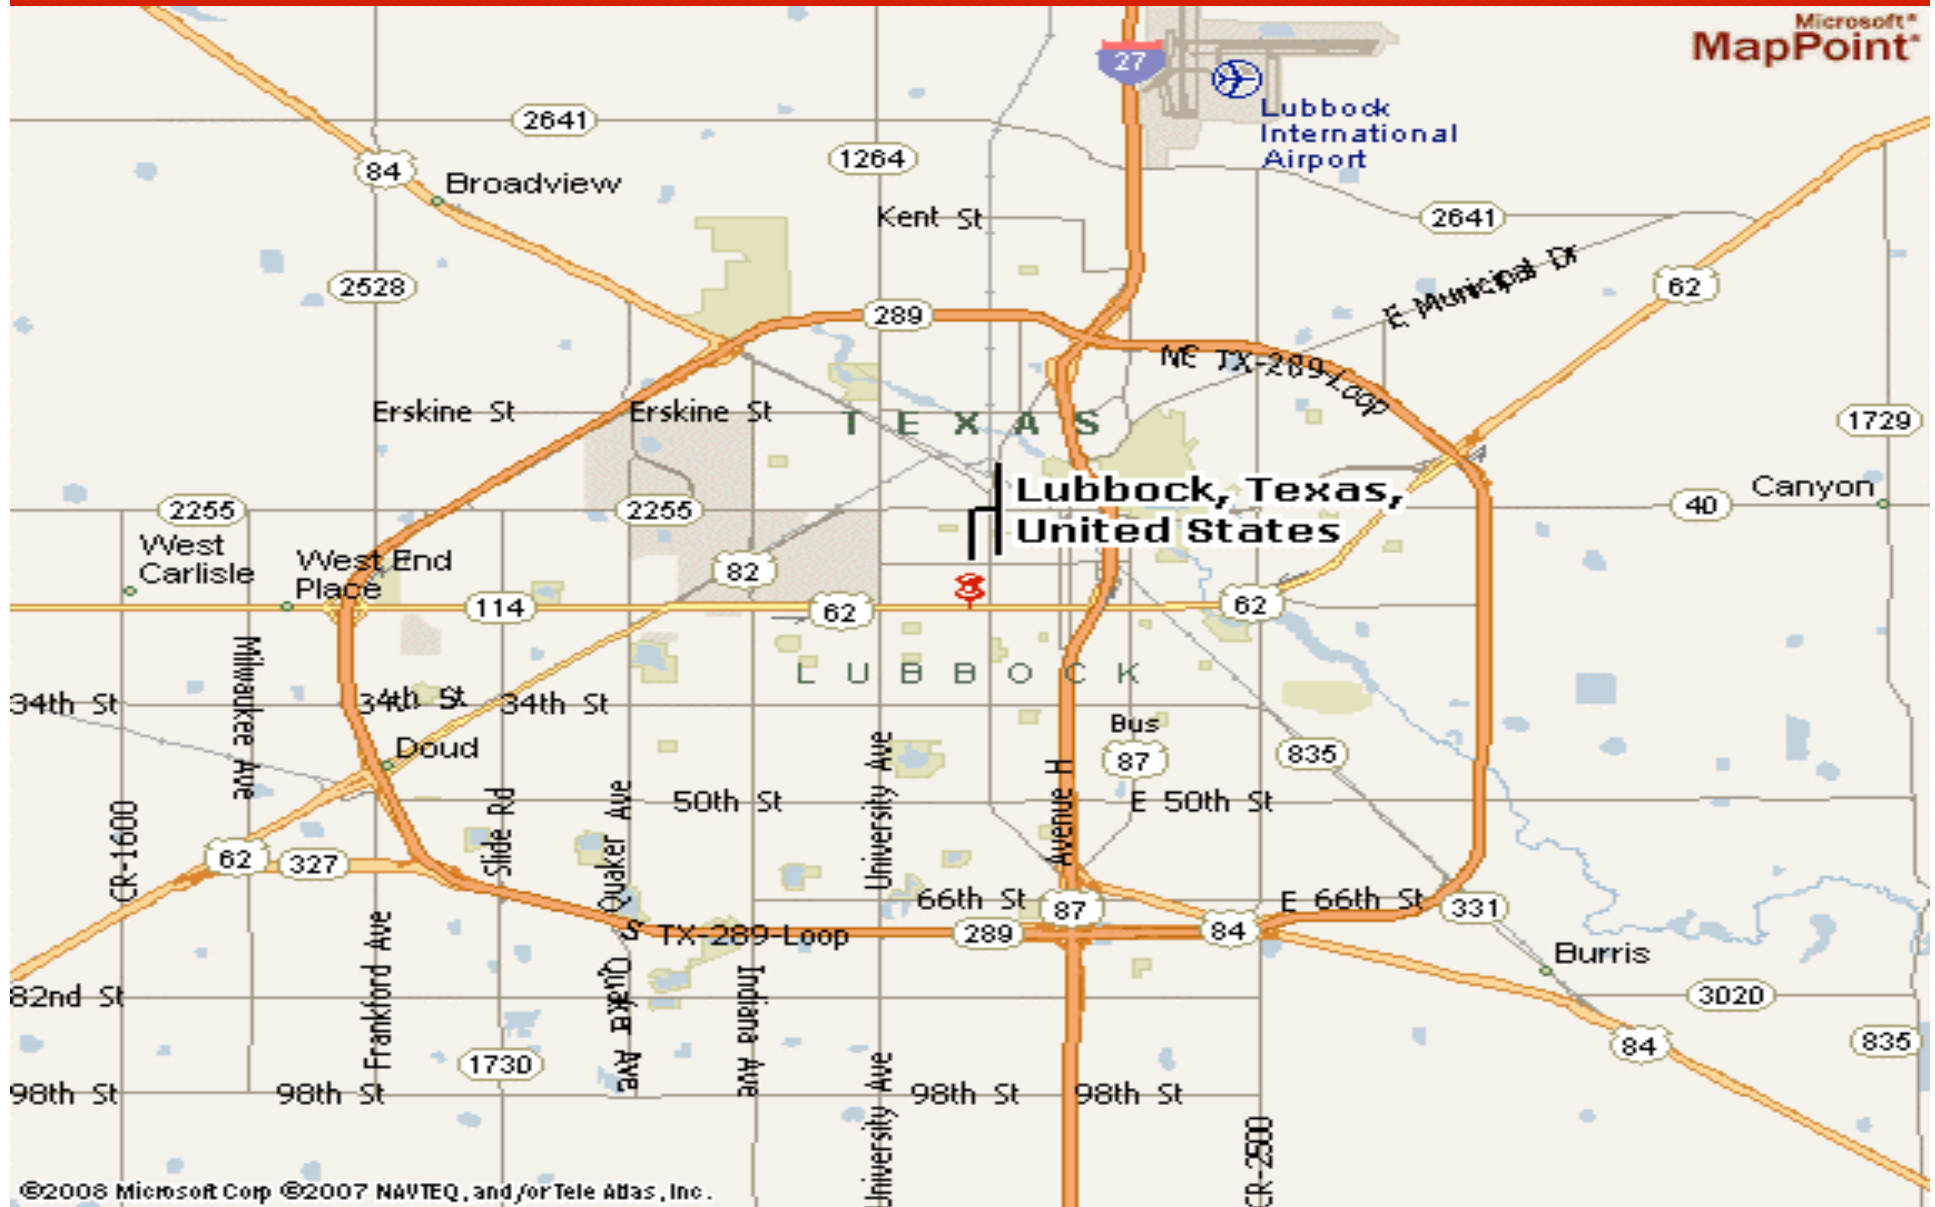 Microsoft®
MapPoint®
27
Lubbock
International
Airport
2641
1264
84
Broadview
Kent St
2641
E Municipal Dr
62
2528
289
NE TX-289-Loop
Erskine St
Erskine St
TEXAS
1729
Lubbock, Texas,
United States
Canyon
2255
2255
40
West
Carlisle
West End
Place
82
114
62
62
LUBBOCK
Milwaukee Ave
34th St
34th St
34th St
Bus
87
835
Doud
Slide Rd
Quaker Ave
University Ave
Avenue H
50th St
E 50th St
CR-1600
62
327
66th St
87
E 66th St
331
S TX-289-Loop
289
84
Burris
Frankford Ave
Quaker Ave
Indiana Ave
82nd St
3020
84
835
1730
University Ave
98th St
98th St
98th St
98th St
CR-2500
©2008 Microsoft Corp ©2007 NAVTEQ, and/or Tele Atlas, Inc.